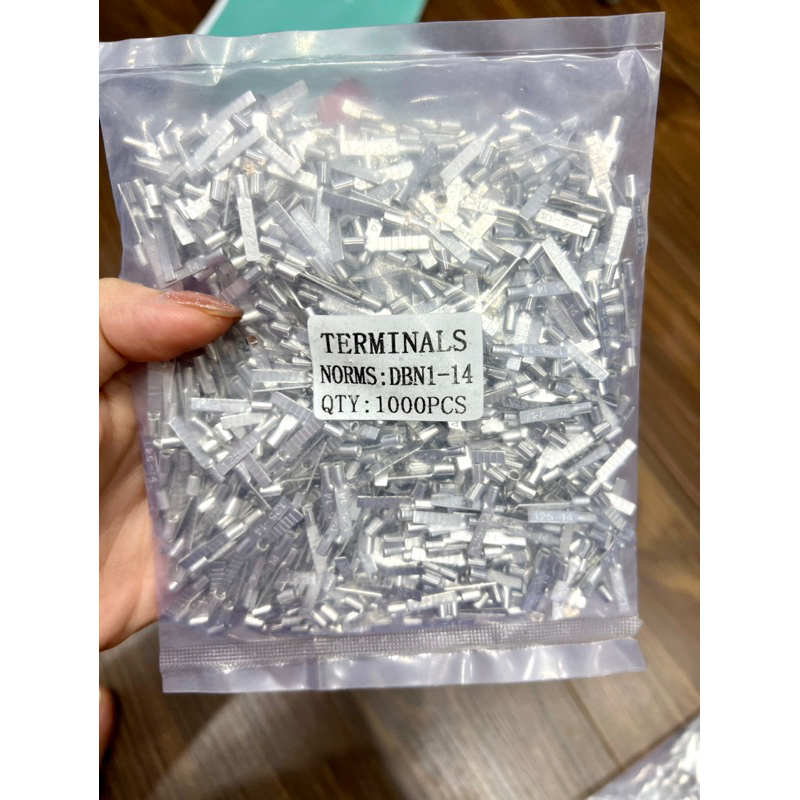 TERMINALS
NORMS:DBN1-14
QTY:1000PCS